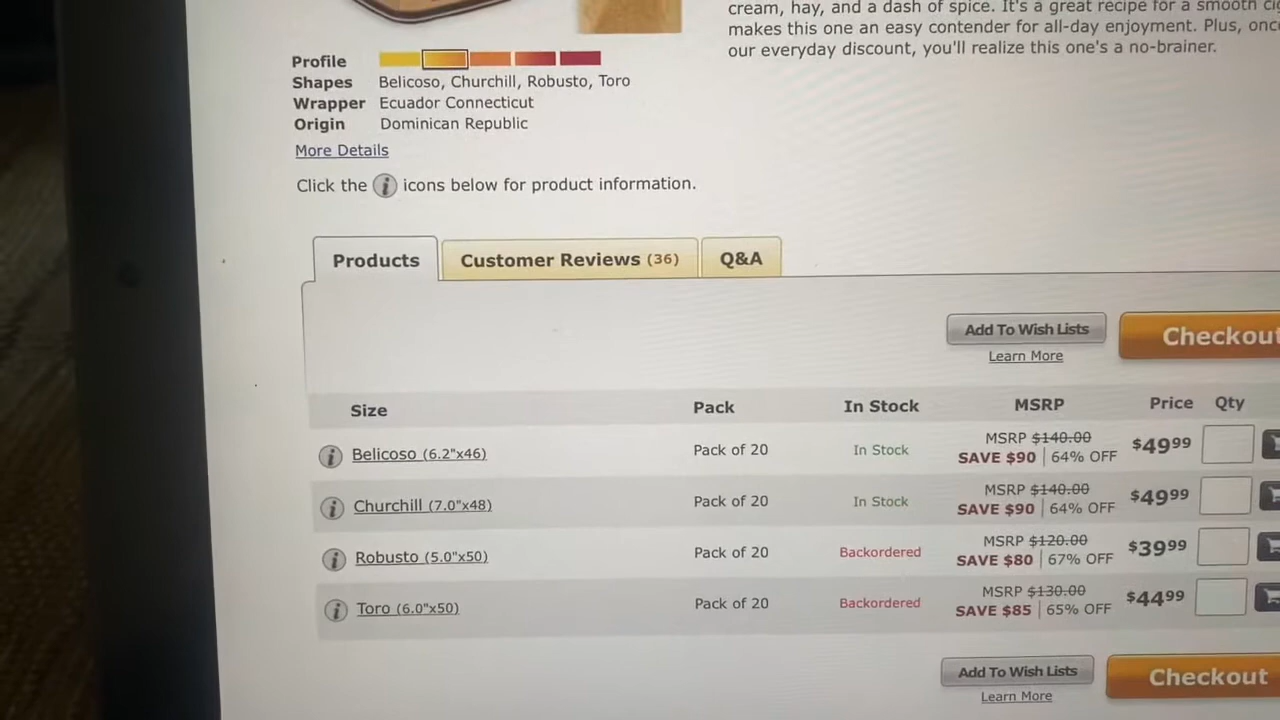 cream, hay, and a dash of spice. It's a great recipe for a smooth
makes this one an easy contender for all-day enjoyment. Plus,
our everyday discount, you'll realize this one's a no-brainer.
Profile
Shapes Belicoso, Churchill, Robusto, Toro
Wrapper Ecuador Connecticut
Origin Dominican Republic
More Details
Click the i icons below for product information.
Products Customer Reviews (36) Q&A
Add To Wish Lists Checkout
Learn More
Size Pack In Stock MSRP Price Qty
Belicoso (6.2"x46) Pack of 20 In Stock MSRP $140.00 SAVE $90 | 64% OFF $49.99
Churchill (7.0"x48) Pack of 20 In Stock MSRP $140.00 SAVE $90 | 64% OFF $49.99
Robusto (5.0"x50) Pack of 20 Backordered MSRP $120.00 SAVE $80 | 67% OFF $39.99
Toro (6.0"x50) Pack of 20 Backordered MSRP $130.00 SAVE $85 | 65% OFF $44.99
Add To Wish Lists Checkout
Learn More